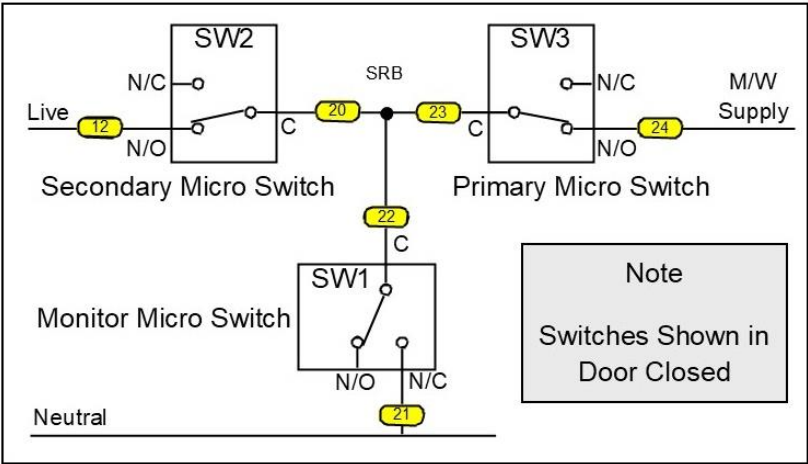 SW2
SRB
SW3
N/C
N/C
M/W
Supply
Live
12
20
23
24
C
C
N/O
N/O
Secondary Micro Switch
Primary Micro Switch
22
C
SW1
Monitor Micro Switch
N/O
N/C
21
Neutral
Note
Switches Shown in
Door Closed